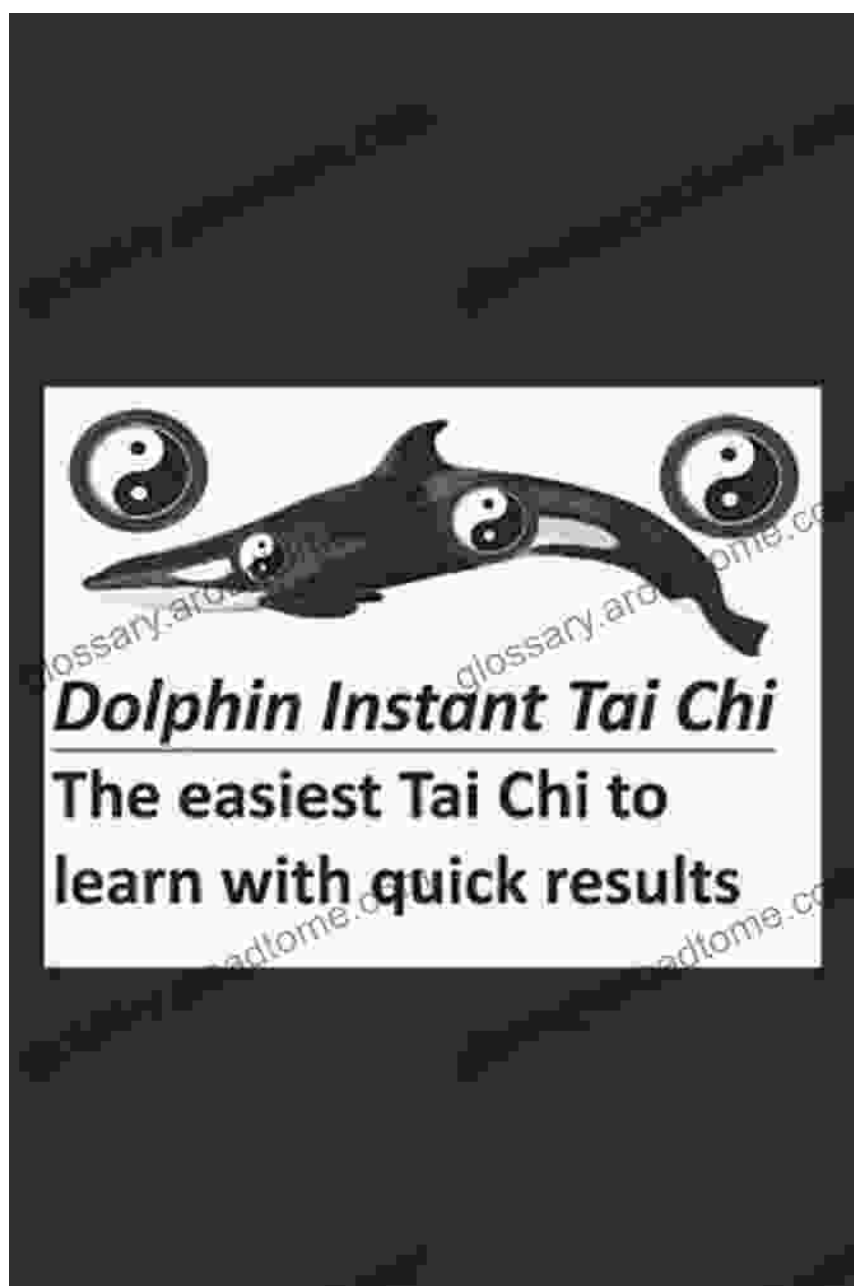 Dolphin Instant Tai Chi
The easiest Tai Chi to
learn with quick results